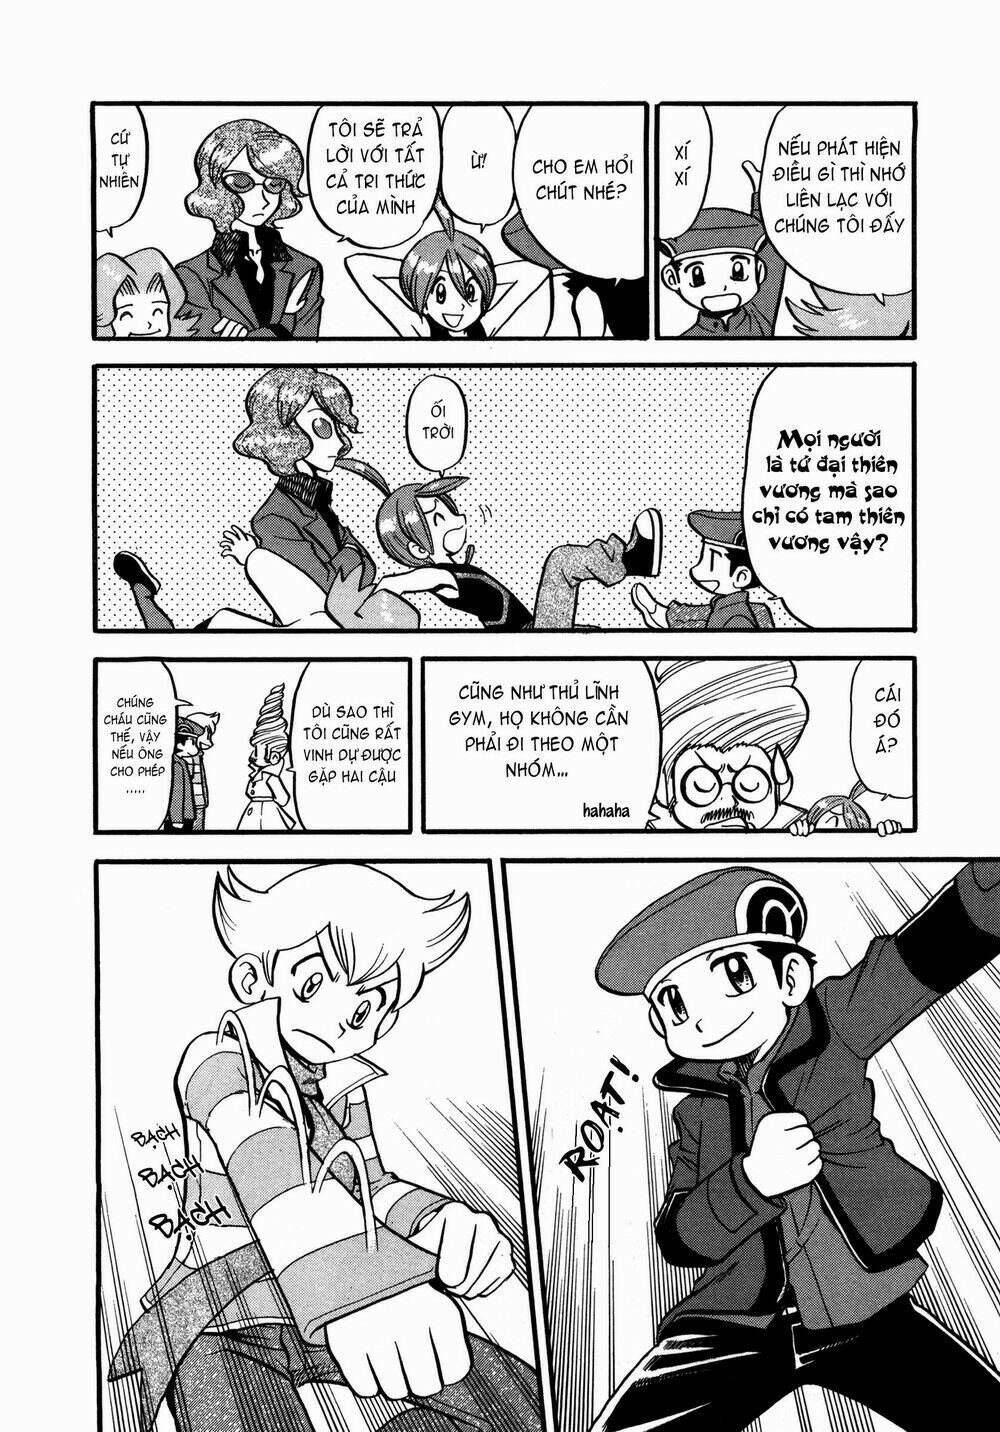 NẾU PHÁT HIỆN
ĐIỀU GÌ THÌ NHỚ
LIÊN LẠC VỚI
CHÚNG TÔI ĐẤY
XÍ
XÍ
CHO EM HỎI
CHÚT NHÉ?
Ừ!
TÔI SẼ TRẢ
LỜI VỚI TẤT
CẢ TRI THỨC
CỦA MÌNH
CỨ
TỰ
NHIÊN
Mọi người
là tứ đại thiên
vương mà sao
chỉ có tam thiên
vương vậy?
ỐI
TRỜI
CÁI
ĐÓ
Á?
CŨNG NHƯ THỦ LĨNH
GYM, HỌ KHÔNG CẦN
PHẢI ĐI THEO MỘT
NHÓM...
hahaha
DÙ SAO THÌ
TÔI CŨNG RẤT
VINH DỰ ĐƯỢC
GẶP HAI CẬU
CHÚNG
CHÁU CŨNG
THẾ, VẬY
NẾU ÔNG
CHO PHÉP
.....
ROẠT!
BẠCH
BẠCH
BẠCH